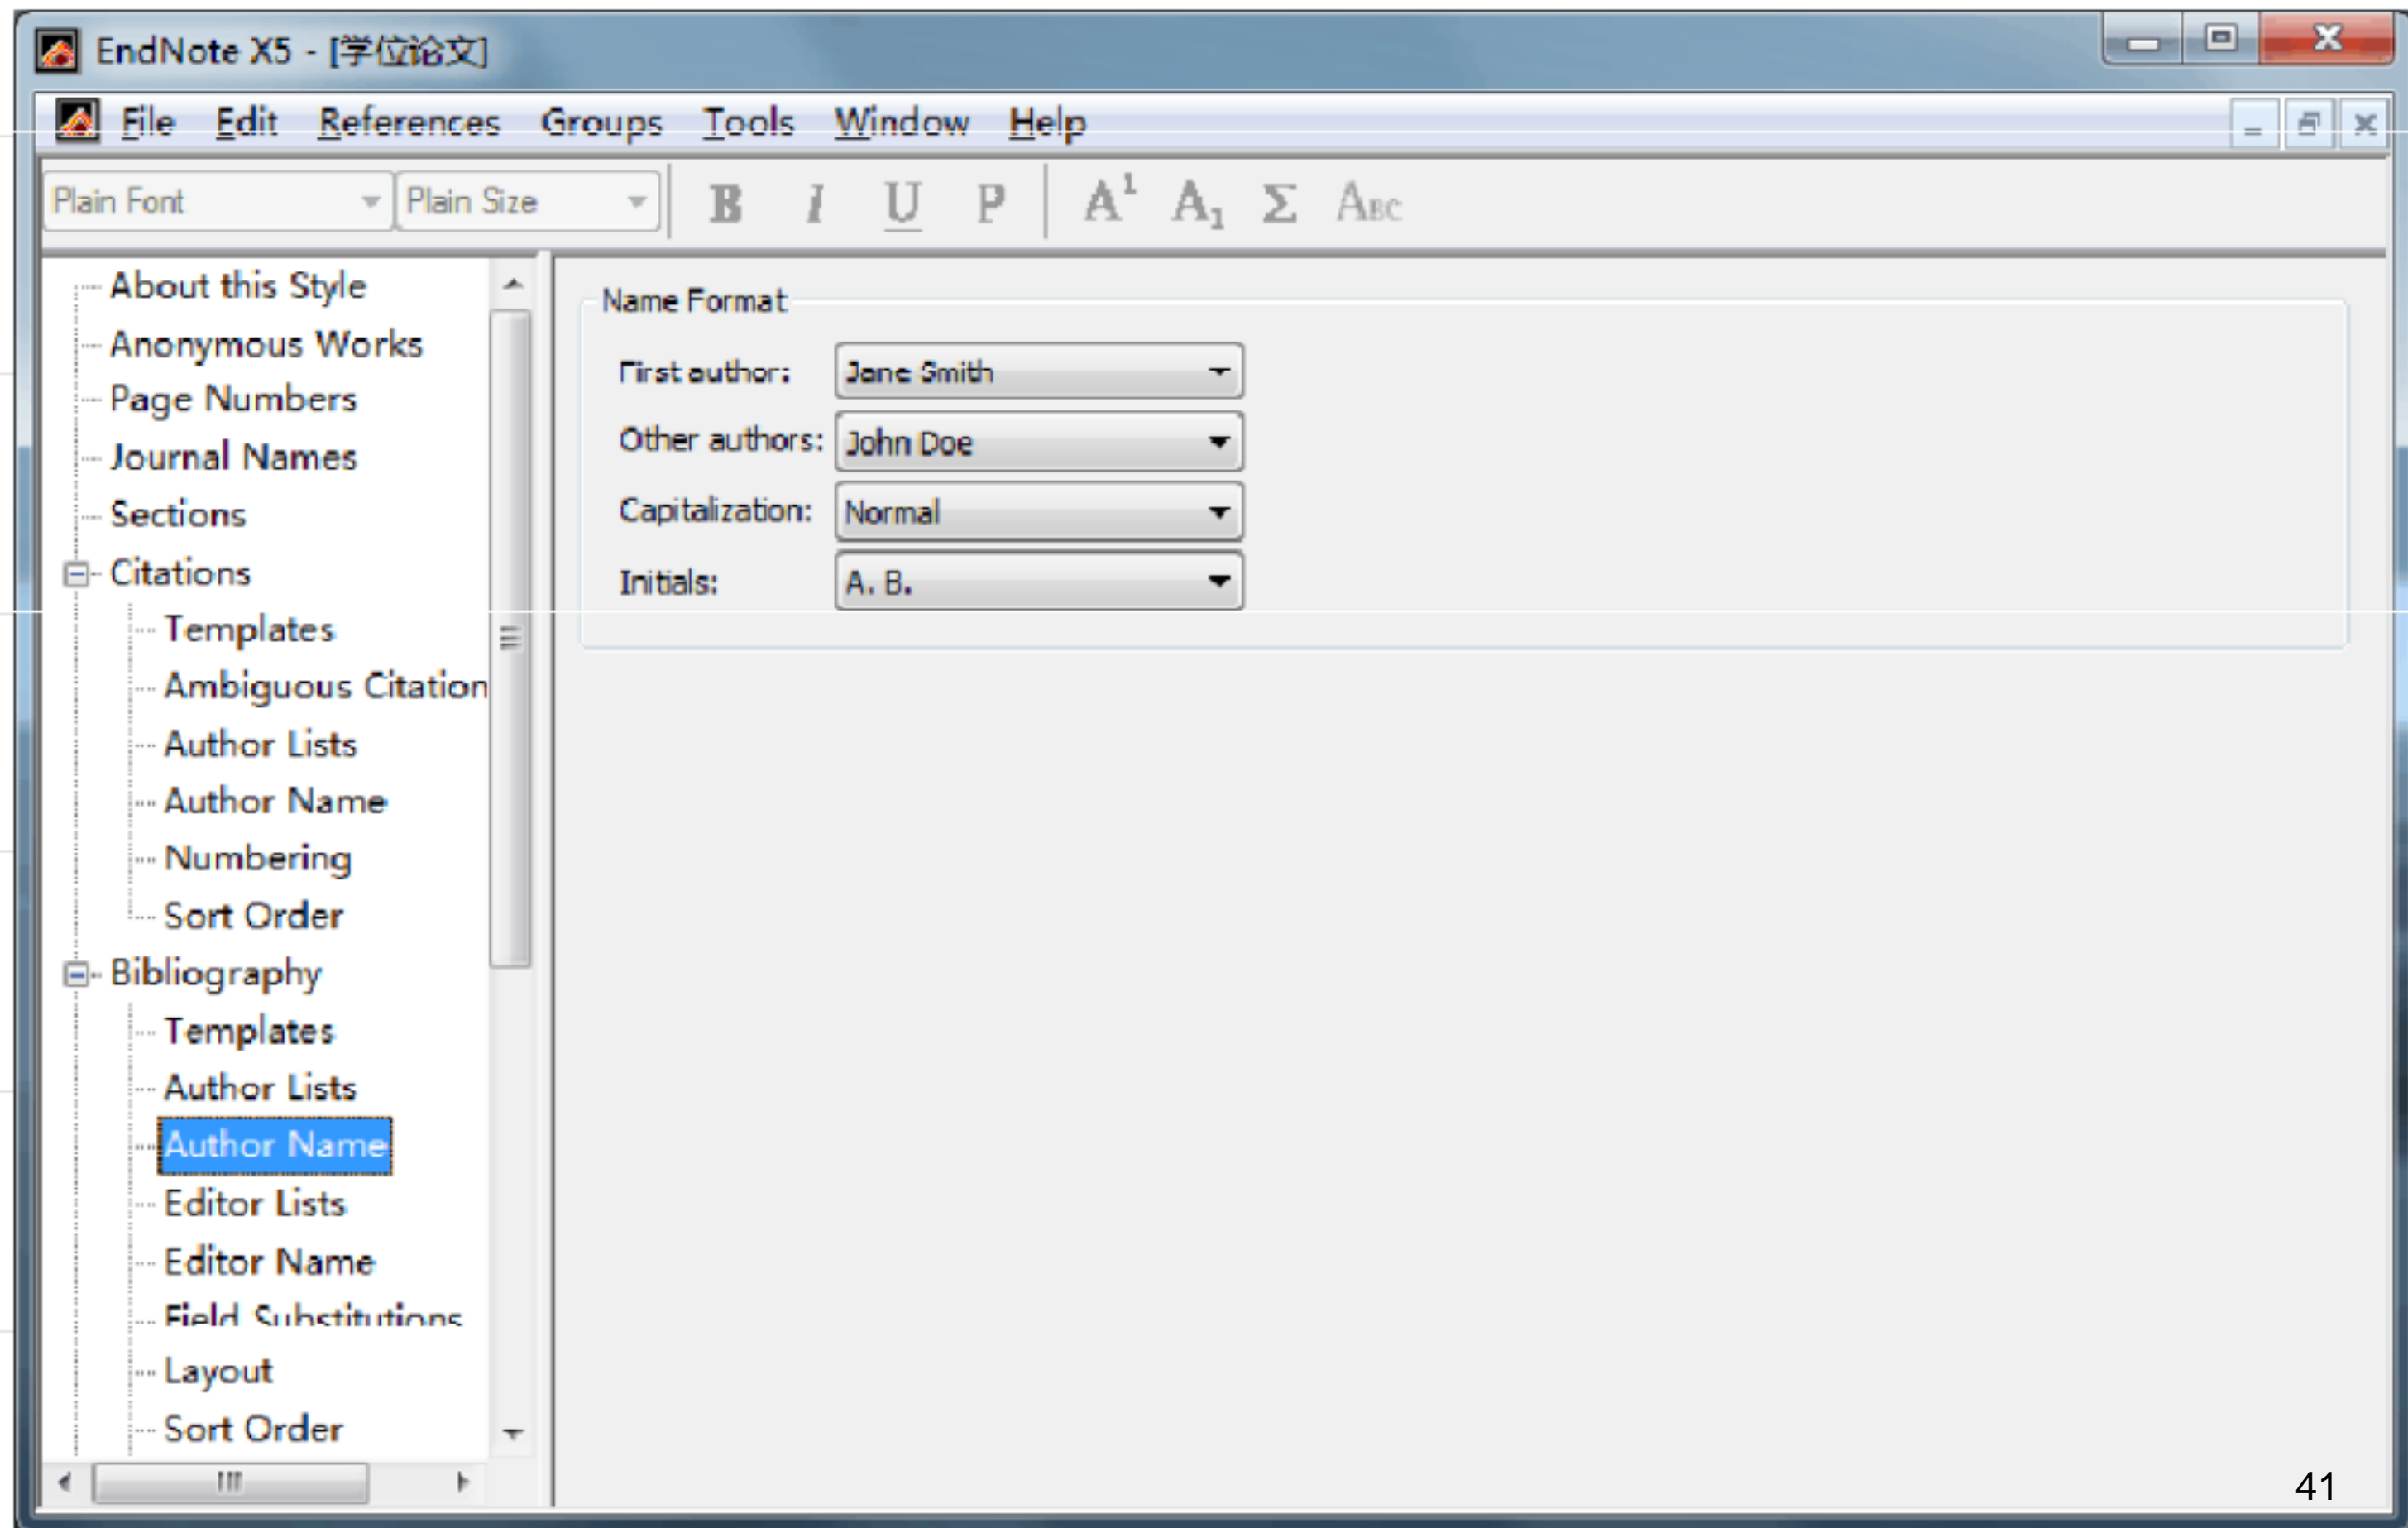 EndNote X5 - [学位论文]
File Edit References Groups Tools Window Help
Plain Font Plain Size B I U P A¹ A₁ Σ ABC
About this Style
Anonymous Works
Page Numbers
Journal Names
Sections
Citations
Templates
Ambiguous Citation
Author Lists
Author Name
Numbering
Sort Order
Bibliography
Templates
Author Lists
Author Name
Editor Lists
Editor Name
Field Substitutions
Layout
Sort Order
Name Format
First author: Jane Smith
Other authors: John Doe
Capitalization: Normal
Initials: A. B.
41